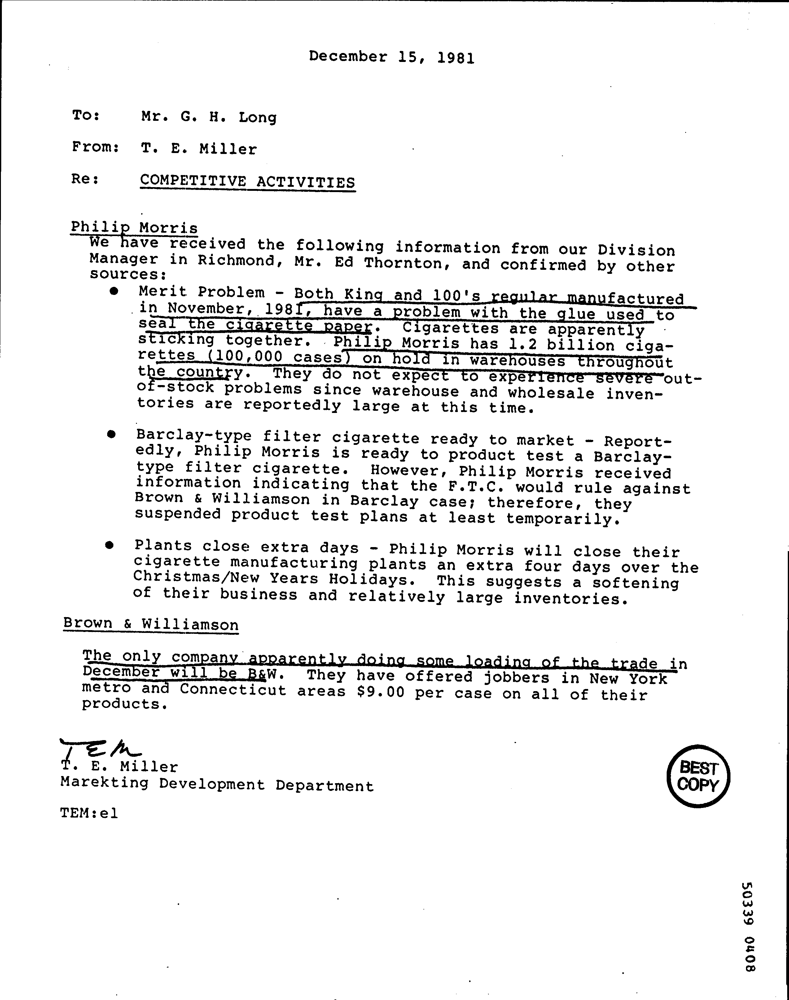 December 15, 1981
To: Mr. G. H. Long
From: T. E. Miller
Re: COMPETITIVE ACTIVITIES
Philip Morris
We have received the following information from our Division
Manager in Richmond, Mr. Ed Thornton, and confirmed by other
sources:
● Merit Problem - Both King and 100's regular manufactured
in November, 1981, have a problem with the glue used to
seal the cigarette paper. Cigarettes are apparently
sticking together. Philip Morris has 1.2 billion ciga-
rettes (100,000 cases) on hold in warehouses throughout
the country. They do not expect to experience severe out-
of-stock problems since warehouse and wholesale inven-
tories are reportedly large at this time.
● Barclay-type filter cigarette ready to market - Report-
edly, Philip Morris is ready to product test a Barclay-
type filter cigarette. However, Philip Morris received
information indicating that the F.T.C. would rule against
Brown & Williamson in Barclay case; therefore, they
suspended product test plans at least temporarily.
● Plants close extra days - Philip Morris will close their
cigarette manufacturing plants an extra four days over the
Christmas/New Years Holidays. This suggests a softening
of their business and relatively large inventories.
Brown & Williamson
The only company apparently doing some loading of the trade in
December will be B&W. They have offered jobbers in New York
metro and Connecticut areas $9.00 per case on all of their
products.
TEM
T. E. Miller
Marekting Development Department
TEM:el
BEST
COPY
50339 0408